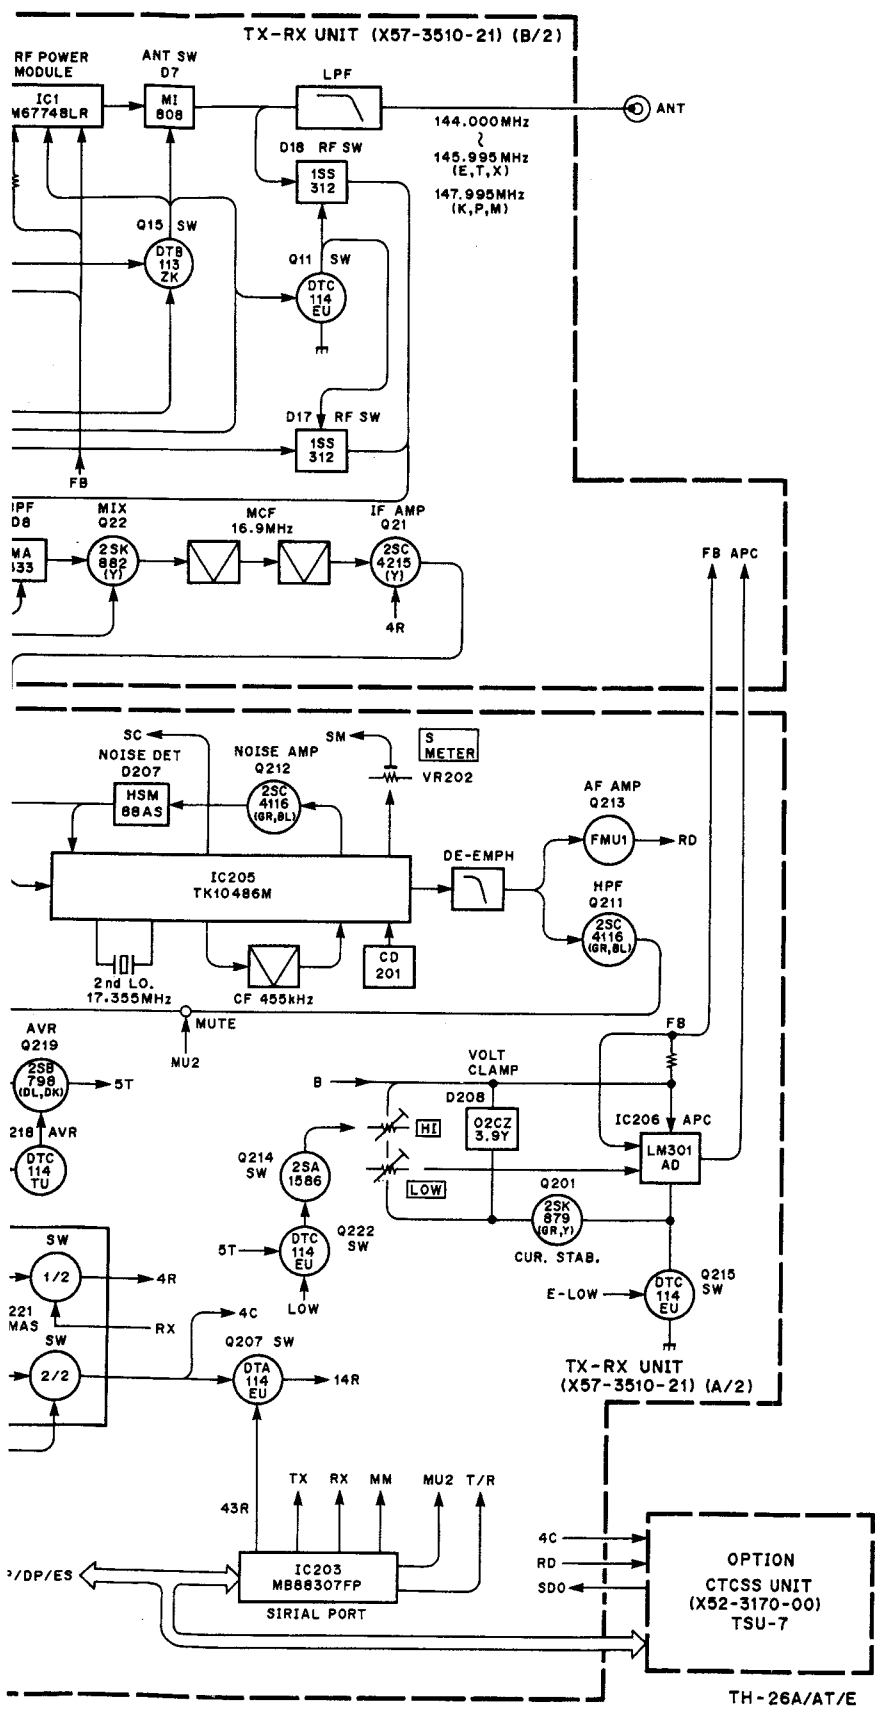 TX-RX UNIT (X57-3510-21) (B/2)
RF POWER
MODULE
IC1
M67748LR
ANT SW
D7
MI
808
LPF
ANT
144.000MHz
145.995MHz
(E,T,X)
147.995MHz
(K,P,M)
D18 RF SW
1SS
312
Q15 SW
DTB
113
ZK
Q11 SW
DTC
114
EU
D17 RF SW
1SS
312
FB
D8
MA
MIX
Q22
2SK
882
(Y)
MCF
16.9MHz
IF AMP
Q21
2SC
4215
(Y)
4R
FB APC
SC
NOISE DET
D207
HSM
88AS
NOISE AMP
Q212
2SC
4116
(GR,BL)
SM
S
METER
VR202
AF AMP
Q213
FMU1
RD
IC205
TK10486M
DE-EMPH
HPF
Q211
2SC
4116
(GR,BL)
2nd LO.
17.355MHz
CF 455kHz
CD
201
MUTE
MU2
AVR
Q219
2SB
798
(DL,DK)
5T
218 AVR
DTC
114
TU
FB
VOLT
CLAMP
B
D208
02CZ
3.9Y
HI
LOW
IC206 APC
LM301
AD
Q214
SW
2SA
1586
Q201
2SK
879
(GR,Y)
CUR. STAB.
5T
DTC
114
EU
Q222
SW
LOW
E-LOW
DTC
114
EU
Q215
SW
SW
1/2
4R
221
MAS
RX
SW
2/2
4C
Q207 SW
DTA
114
EU
14R
TX-RX UNIT
(X57-3510-21) (A/2)
43R
TX RX MM MU2 T/R
IC203
MB88307FP
SIRIAL PORT
P/DP/ES
4C
RD
SDO
OPTION
CTCSS UNIT
(X52-3170-00)
TSU-7
TH-26A/AT/E